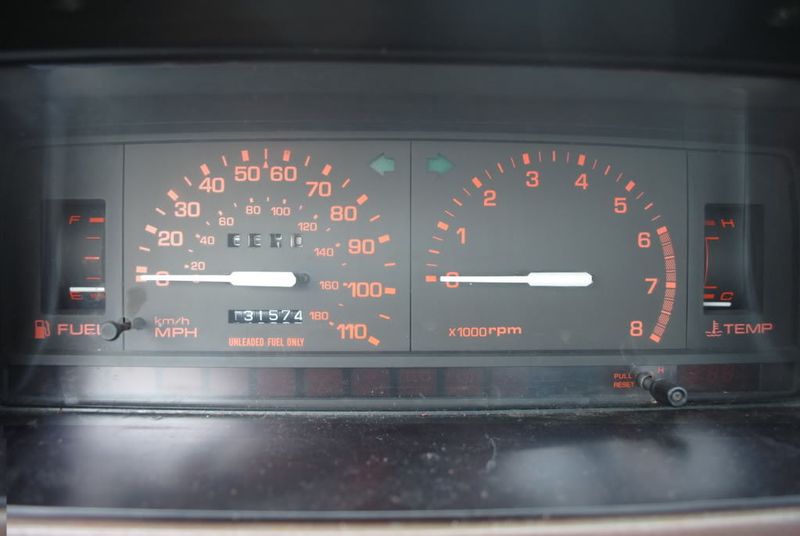 50 60
40 70
30 80
20 90
0 100
110
80 100
60 120
40 140
20 160
180
31574
km/h
MPH
UNLEADED FUEL ONLY
F
E
FUEL
3 4
2 5
1 6
0 7
8
x1000rpm
H
C
TEMP
PULL H
RESET